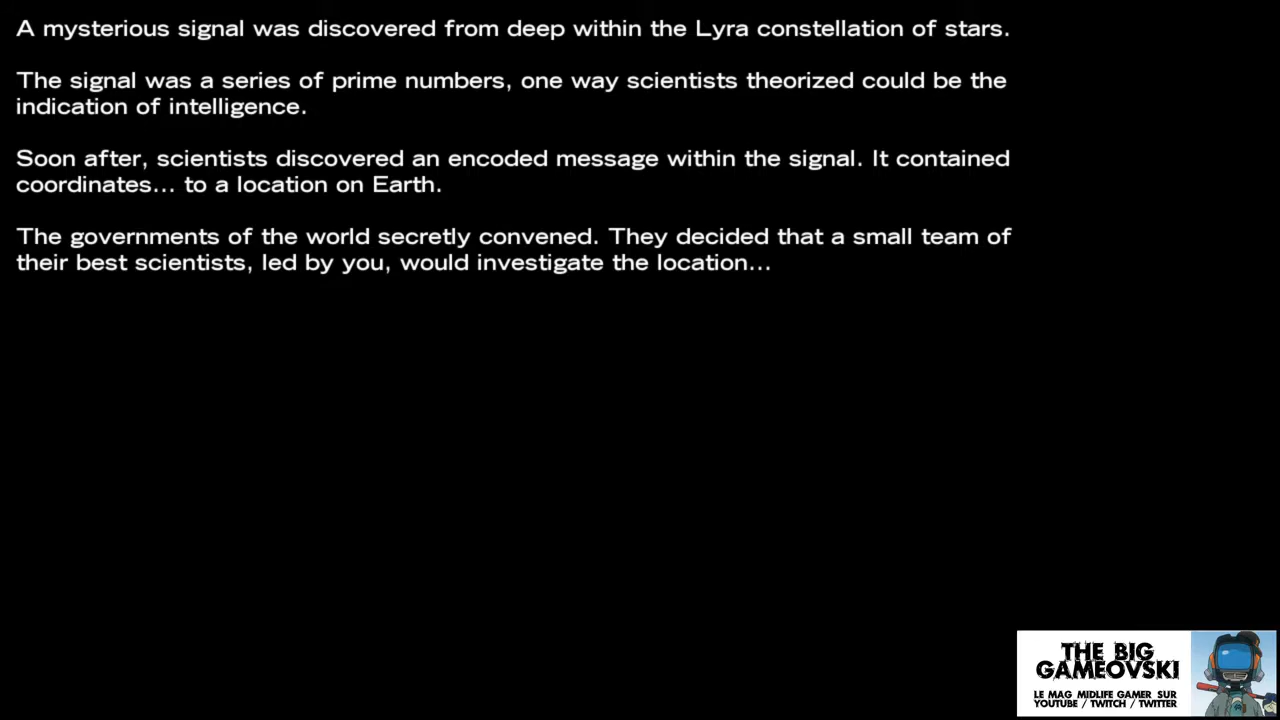 A mysterious signal was discovered from deep within the Lyra constellation of stars.
The signal was a series of prime numbers, one way scientists theorized could be the
indication of intelligence.
Soon after, scientists discovered an encoded message within the signal. It contained
coordinates... to a location on Earth.
The governments of the world secretly convened. They decided that a small team of
their best scientists, led by you, would investigate the location...
THE BIG
GAMEOVSKI
LE MAG MIDLIFE GAMER SUR
YOUTUBE / TWITCH / TWITTER